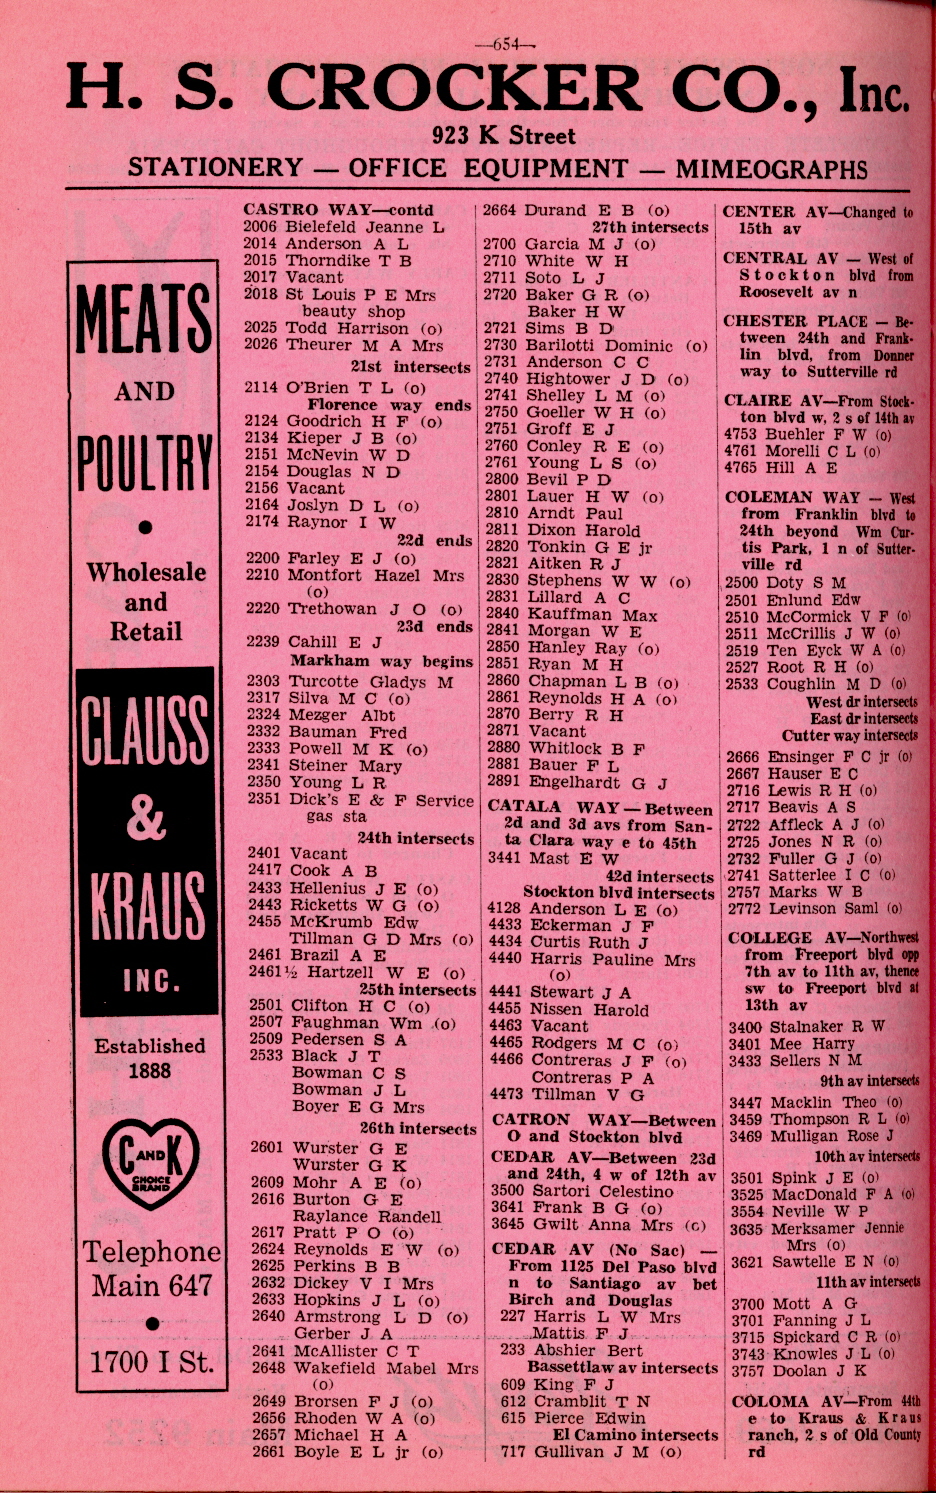 —654—
H. S. CROCKER CO., Inc.
923 K Street
STATIONERY — OFFICE EQUIPMENT — MIMEOGRAPHS
MEATS
AND
POULTRY
●
Wholesale
and
Retail
CLAUSS
&
KRAUS
INC.
Established
1888
C AND K
CHOICE
BRAND
Telephone
Main 647
●
1700 I St.
CASTRO WAY—contd
2006 Bielefeld Jeanne L
2014 Anderson A L
2015 Thorndike T B
2017 Vacant
2018 St Louis P E Mrs
beauty shop
2025 Todd Harrison (o)
2026 Theurer M A Mrs
21st intersects
2114 O'Brien T L (o)
Florence way ends
2124 Goodrich H F (o)
2134 Kieper J B (o)
2151 McNevin W D
2154 Douglas N D
2156 Vacant
2164 Joslyn D L (o)
2174 Raynor I W
22d ends
2200 Farley E J (o)
2210 Montfort Hazel Mrs
(o)
2220 Trethowan J O (o)
23d ends
2239 Cahill E J
Markham way begins
2303 Turcotte Gladys M
2317 Silva M C (o)
2324 Mezger Albt
2332 Bauman Fred
2333 Powell M K (o)
2341 Steiner Mary
2350 Young L R
2351 Dick's E & F Service
gas sta
24th intersects
2401 Vacant
2417 Cook A B
2433 Hellenius J E (o)
2443 Ricketts W G (o)
2455 McKrumb Edw
Tillman G D Mrs (o)
2461 Brazil A E
2461½ Hartzell W E (o)
25th intersects
2501 Clifton H C (o)
2507 Faughman Wm (o)
2509 Pedersen S A
2533 Black J T
Bowman C S
Bowman J L
Boyer E G Mrs
26th intersects
2601 Wurster G E
Wurster G K
2609 Mohr A E (o)
2616 Burton G E
Raylance Randell
2617 Pratt P O (o)
2624 Reynolds E W (o)
2625 Perkins B B
2632 Dickey V I Mrs
2633 Hopkins J L (o)
2640 Armstrong L D (o)
Gerber J A
2641 McAllister C T
2648 Wakefield Mabel Mrs
(o)
2649 Brorsen F J (o)
2656 Rhoden W A (o)
2657 Michael H A
2661 Boyle E L jr (o)
2664 Durand E B (o)
27th intersects
2700 Garcia M J (o)
2710 White W H
2711 Soto L J
2720 Baker G R (o)
Baker H W
2721 Sims B D
2730 Barilotti Dominic (o)
2731 Anderson C C
2740 Hightower J D (o)
2741 Shelley L M (o)
2750 Goeller W H (o)
2751 Groff E J
2760 Conley R E (o)
2761 Young L S (o)
2800 Bevil P D
2801 Lauer H W (o)
2810 Arndt Paul
2811 Dixon Harold
2820 Tonkin G E jr
2821 Aitken R J
2830 Stephens W W (o)
2831 Lillard A C
2840 Kauffman Max
2841 Morgan W E
2850 Hanley Ray (o)
2851 Ryan M H
2860 Chapman L B (o)
2861 Reynolds H A (o)
2870 Berry R H
2871 Vacant
2880 Whitlock B F
2881 Bauer F L
2891 Engelhardt G J
CATALA WAY — Between
2d and 3d avs from San-
ta Clara way e to 45th
3441 Mast E W
42d intersects
Stockton blvd intersects
4128 Anderson L E (o)
4433 Eckerman J F
4434 Curtis Ruth J
4440 Harris Pauline Mrs
(o)
4441 Stewart J A
4455 Nissen Harold
4463 Vacant
4465 Rodgers M C (o)
4466 Contreras J F (o)
Contreras P A
4473 Tillman V G
CATRON WAY—Between
O and Stockton blvd
CEDAR AV—Between 23d
and 24th, 4 w of 12th av
3500 Sartori Celestino
3641 Frank B G (o)
3645 Gwilt Anna Mrs (o)
CEDAR AV (No Sac) —
From 1125 Del Paso blvd
n to Santiago av bet
Birch and Douglas
227 Harris L W Mrs
Mattis F J
233 Abshier Bert
Bassettlaw av intersects
609 King F J
612 Cramblit T N
615 Pierce Edwin
El Camino intersects
717 Gullivan J M (o)
CENTER AV—Changed to
15th av
CENTRAL AV — West of
Stockton blvd from
Roosevelt av n
CHESTER PLACE — Be-
tween 24th and Frank-
lin blvd, from Donner
way to Sutterville rd
CLAIRE AV—From Stock-
ton blvd w, 2 s of 14th av
4753 Buehler F W (o)
4761 Morelli C L (o)
4765 Hill A E
COLEMAN WAY — West
from Franklin blvd to
24th beyond Wm Cur-
tis Park, 1 n of Sutter-
ville rd
2500 Doty S M
2501 Enlund Edw
2510 McCormick V F (o)
2511 McCrillis J W (o)
2519 Ten Eyck W A (o)
2527 Root R H (o)
2533 Coughlin M D (o)
West dr intersects
East dr intersects
Cutter way intersects
2666 Ensinger F C jr (o)
2667 Hauser E C
2716 Lewis R H (o)
2717 Beavis A S
2722 Affleck A J (o)
2725 Jones N R (o)
2732 Fuller G J (o)
2741 Satterlee I C (o)
2757 Marks W B
2772 Levinson Saml (o)
COLLEGE AV—Northwest
from Freeport blvd opp
7th av to 11th av, thence
sw to Freeport blvd at
13th av
3400 Stalnaker R W
3401 Mee Harry
3433 Sellers N M
9th av intersects
3447 Macklin Theo (o)
3459 Thompson R L (o)
3469 Mulligan Rose J
10th av intersects
3501 Spink J E (o)
3525 MacDonald F A (o)
3554 Neville W P
3635 Merksamer Jennie
Mrs (o)
3621 Sawtelle E N (o)
11th av intersects
3700 Mott A G
3701 Fanning J L
3715 Spickard C R (o)
3743 Knowles J L (o)
3757 Doolan J K
COLOMA AV—From 44th
e to Kraus & Kraus
ranch, 2 s of Old County
rd